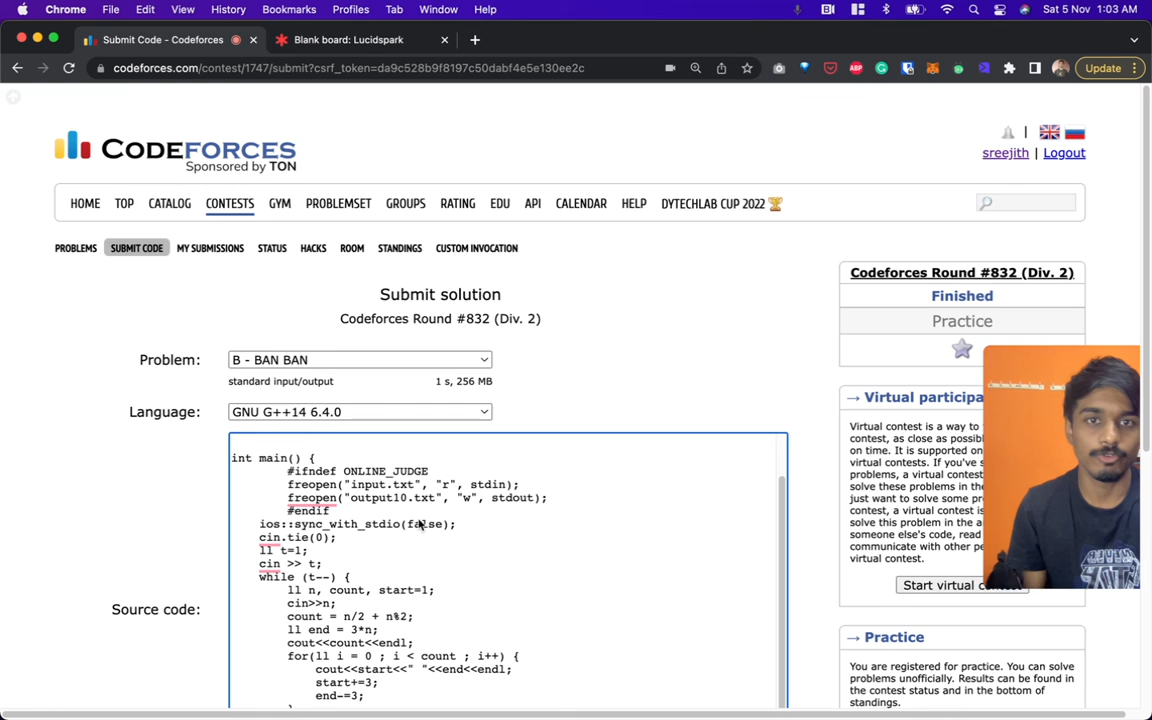 Chrome File Edit View History Bookmarks Profiles Tab Window Help Sat 5 Nov 1:03 AM
Submit Code - Codeforces Blank board: Lucidspark
codeforces.com/contest/1747/submit?csrf_token=da9c528b9f8197c50dabf4e5e130ee2c ABP Update
sreejith | Logout
CODEFORCES
Sponsored by TON
HOME TOP CATALOG CONTESTS GYM PROBLEMSET GROUPS RATING EDU API CALENDAR HELP DYTECHLAB CUP 2022
PROBLEMS SUBMIT CODE MY SUBMISSIONS STATUS HACKS ROOM STANDINGS CUSTOM INVOCATION
Submit solution
Codeforces Round #832 (Div. 2)
Problem: B - BAN BAN
standard input/output 1 s, 256 MB
Language: GNU G++14 6.4.0
Source code:
int main() {
#ifndef ONLINE_JUDGE
freopen("input.txt", "r", stdin);
freopen("output10.txt", "w", stdout);
#endif
ios::sync_with_stdio(false);
cin.tie(0);
ll t=1;
cin >> t;
while (t--) {
ll n, count, start=1;
cin>>n;
count = n/2 + n%2;
ll end = 3*n;
cout<<count<<endl;
for(ll i = 0 ; i < count ; i++) {
cout<<start<<" "<<end<<endl;
start+=3;
end-=3;
Codeforces Round #832 (Div. 2)
Finished
Practice
→ Virtual participa
Virtual contest is a way to
contest, as close as possib
on time. It is supported on
virtual contests. If you've s
problems, a virtual contest is
just want to solve some pr
contest, a virtual contest is
solve this problem in the a
someone else's code, read
communicate with other pe
virtual contest.
Start virtual cont
→ Practice
You are registered for practice. You can solve
problems unofficially. Results can be found in
the contest status and in the bottom of
standings.